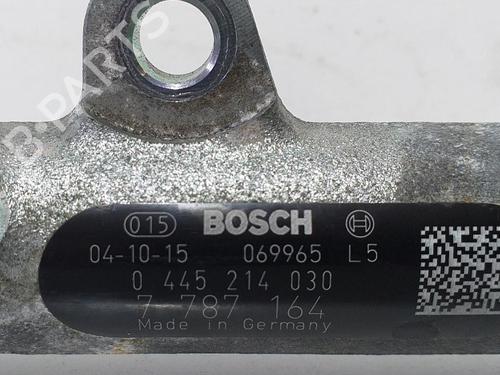 B-PARTS
015 BOSCH
04-10-15 069965 L5
0 445 214 030
7 787 164
Made in Germany